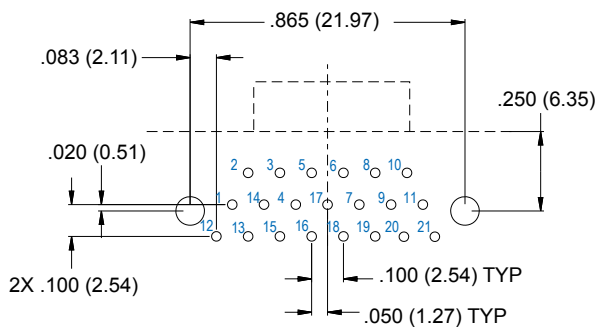 .865 (21.97)
.083 (2.11)
.250 (6.35)
.020 (0.51)
2 3 5 6 8 10
1 14 4 17 7 9 11
12 13 15 16 18 19 20 21
2X .100 (2.54)
.100 (2.54) TYP
.050 (1.27) TYP